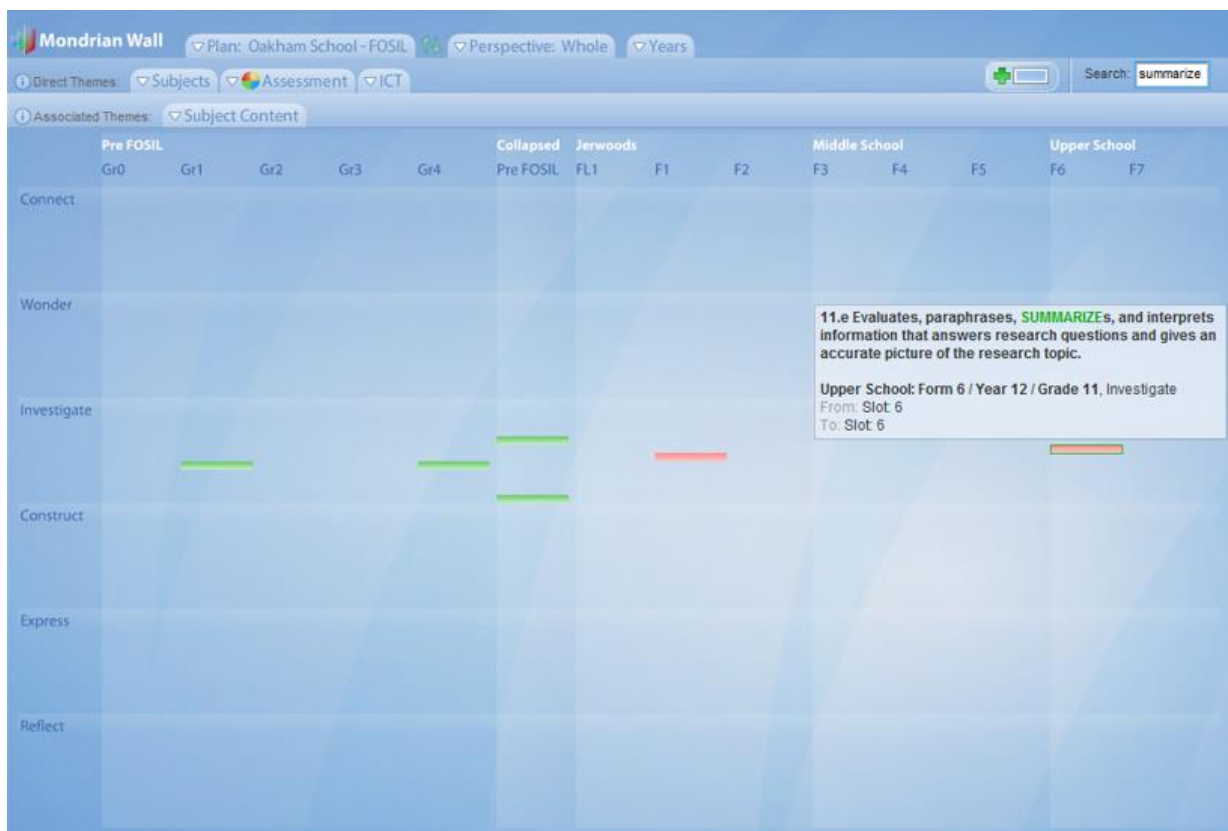 Mondrian Wall Plan: Oakham School - FOSIL Perspective: Whole Years
Direct Themes: Subjects Assessment ICT Search: summarize
Associated Themes: Subject Content
Pre FOSIL Collapsed Jerwoods Middle School Upper School
Gr0 Gr1 Gr2 Gr3 Gr4 Pre FOSIL FL1 F1 F2 F3 F4 F5 F6 F7
Connect
Wonder
11.e Evaluates, paraphrases, SUMMARIZEs, and interprets
information that answers research questions and gives an
accurate picture of the research topic.
Upper School: Form 6 / Year 12 / Grade 11, Investigate
From: Slot: 6
To: Slot: 6
Investigate
Construct
Express
Reflect